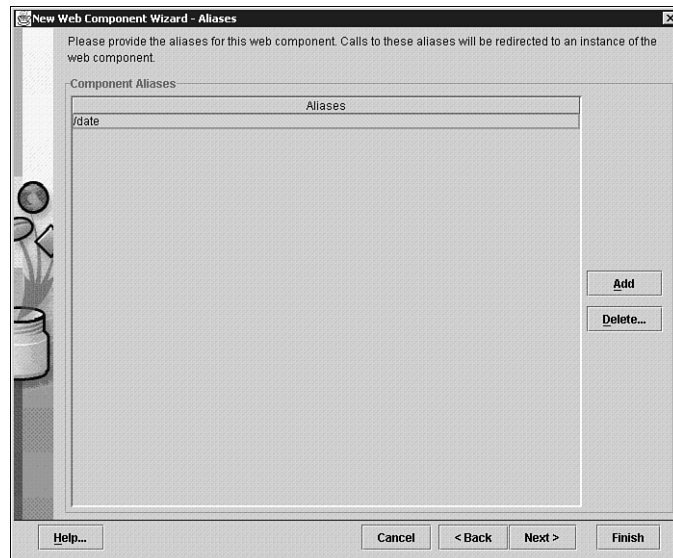 New Web Component Wizard - Aliases
Please provide the aliases for this web component. Calls to these aliases will be redirected to an instance of the
web component.
Component Aliases
Aliases
/date
Add
Delete...
Help...
Cancel
< Back
Next >
Finish